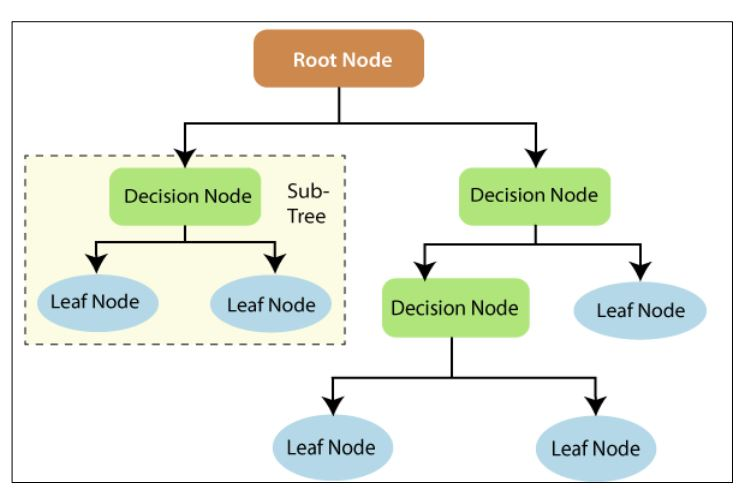 Root Node
Decision Node
Sub-
Tree
Decision Node
Leaf Node
Leaf Node
Decision Node
Leaf Node
Leaf Node
Leaf Node